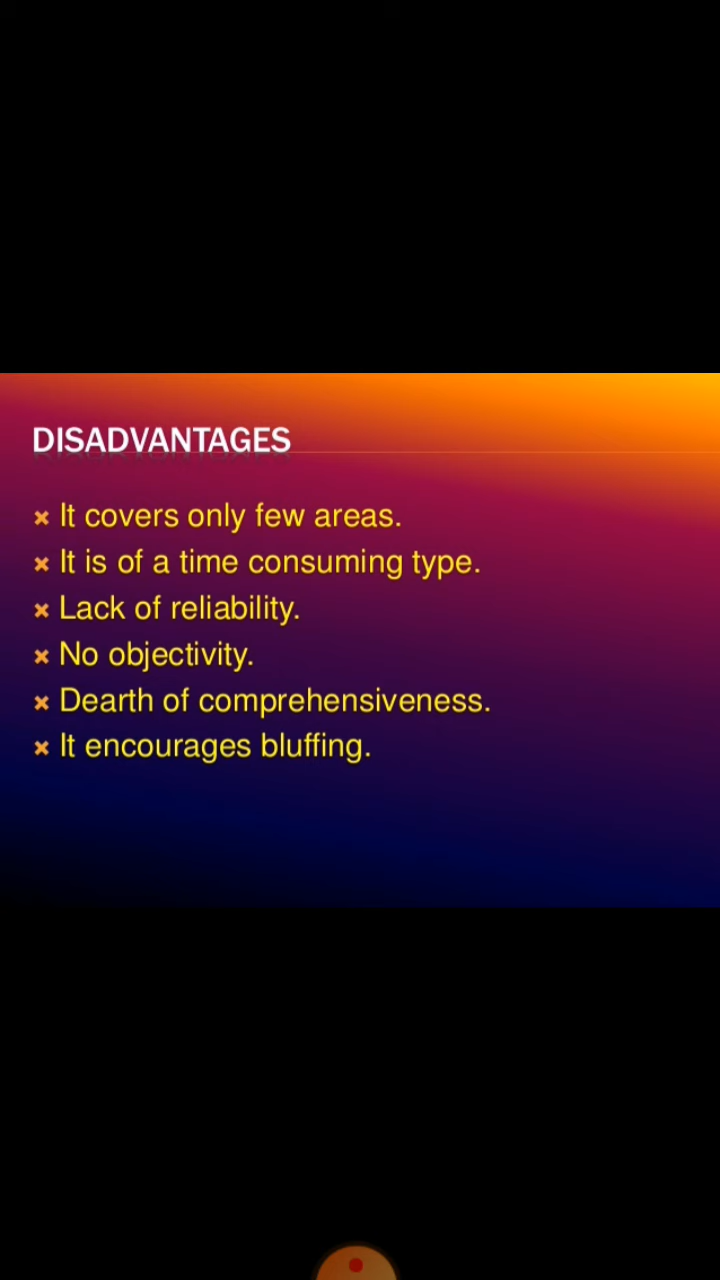 DISADVANTAGES
It covers only few areas.
It is of a time consuming type.
Lack of reliability.
No objectivity.
Dearth of comprehensiveness.
It encourages bluffing.